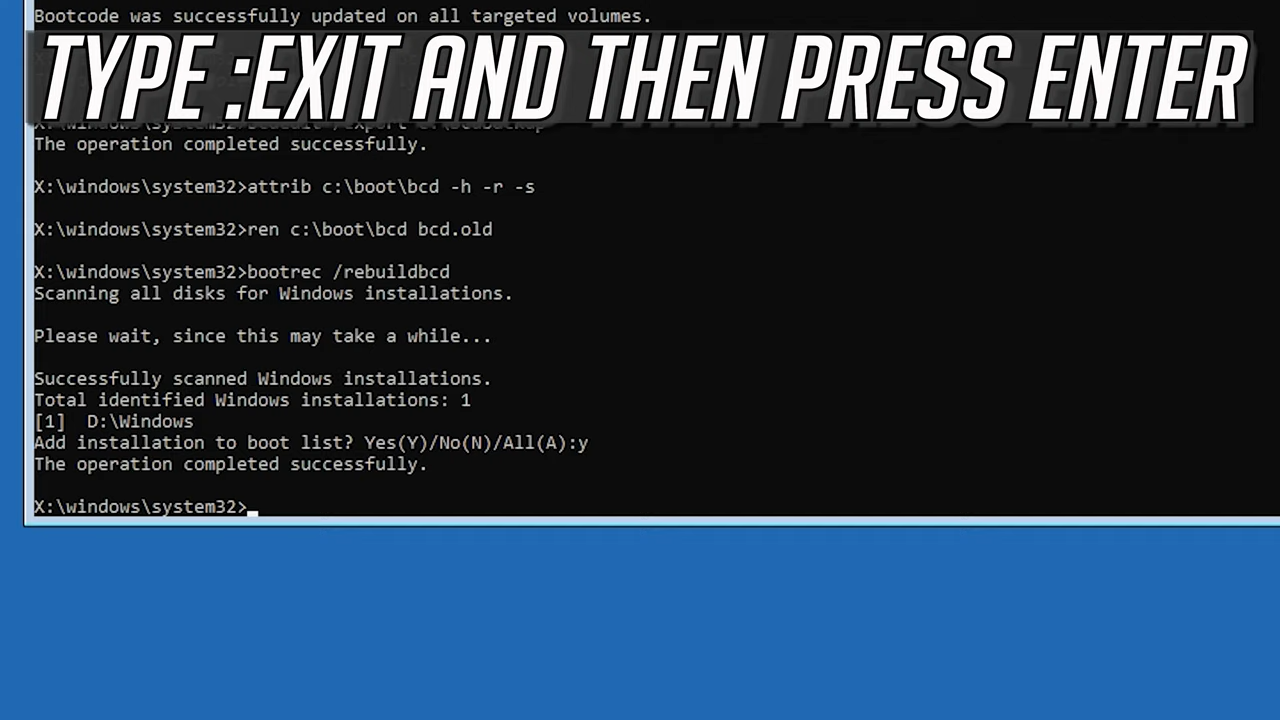 Bootcode was successfully updated on all targeted volumes.
TYPE :EXIT AND THEN PRESS ENTER
The operation completed successfully.
X:\windows\system32>attrib c:\boot\bcd -h -r -s
X:\windows\system32>ren c:\boot\bcd bcd.old
X:\windows\system32>bootrec /rebuildbcd
Scanning all disks for Windows installations.
Please wait, since this may take a while...
Successfully scanned Windows installations.
Total identified Windows installations: 1
[1]  D:\Windows
Add installation to boot list? Yes(Y)/No(N)/All(A):y
The operation completed successfully.
X:\windows\system32>